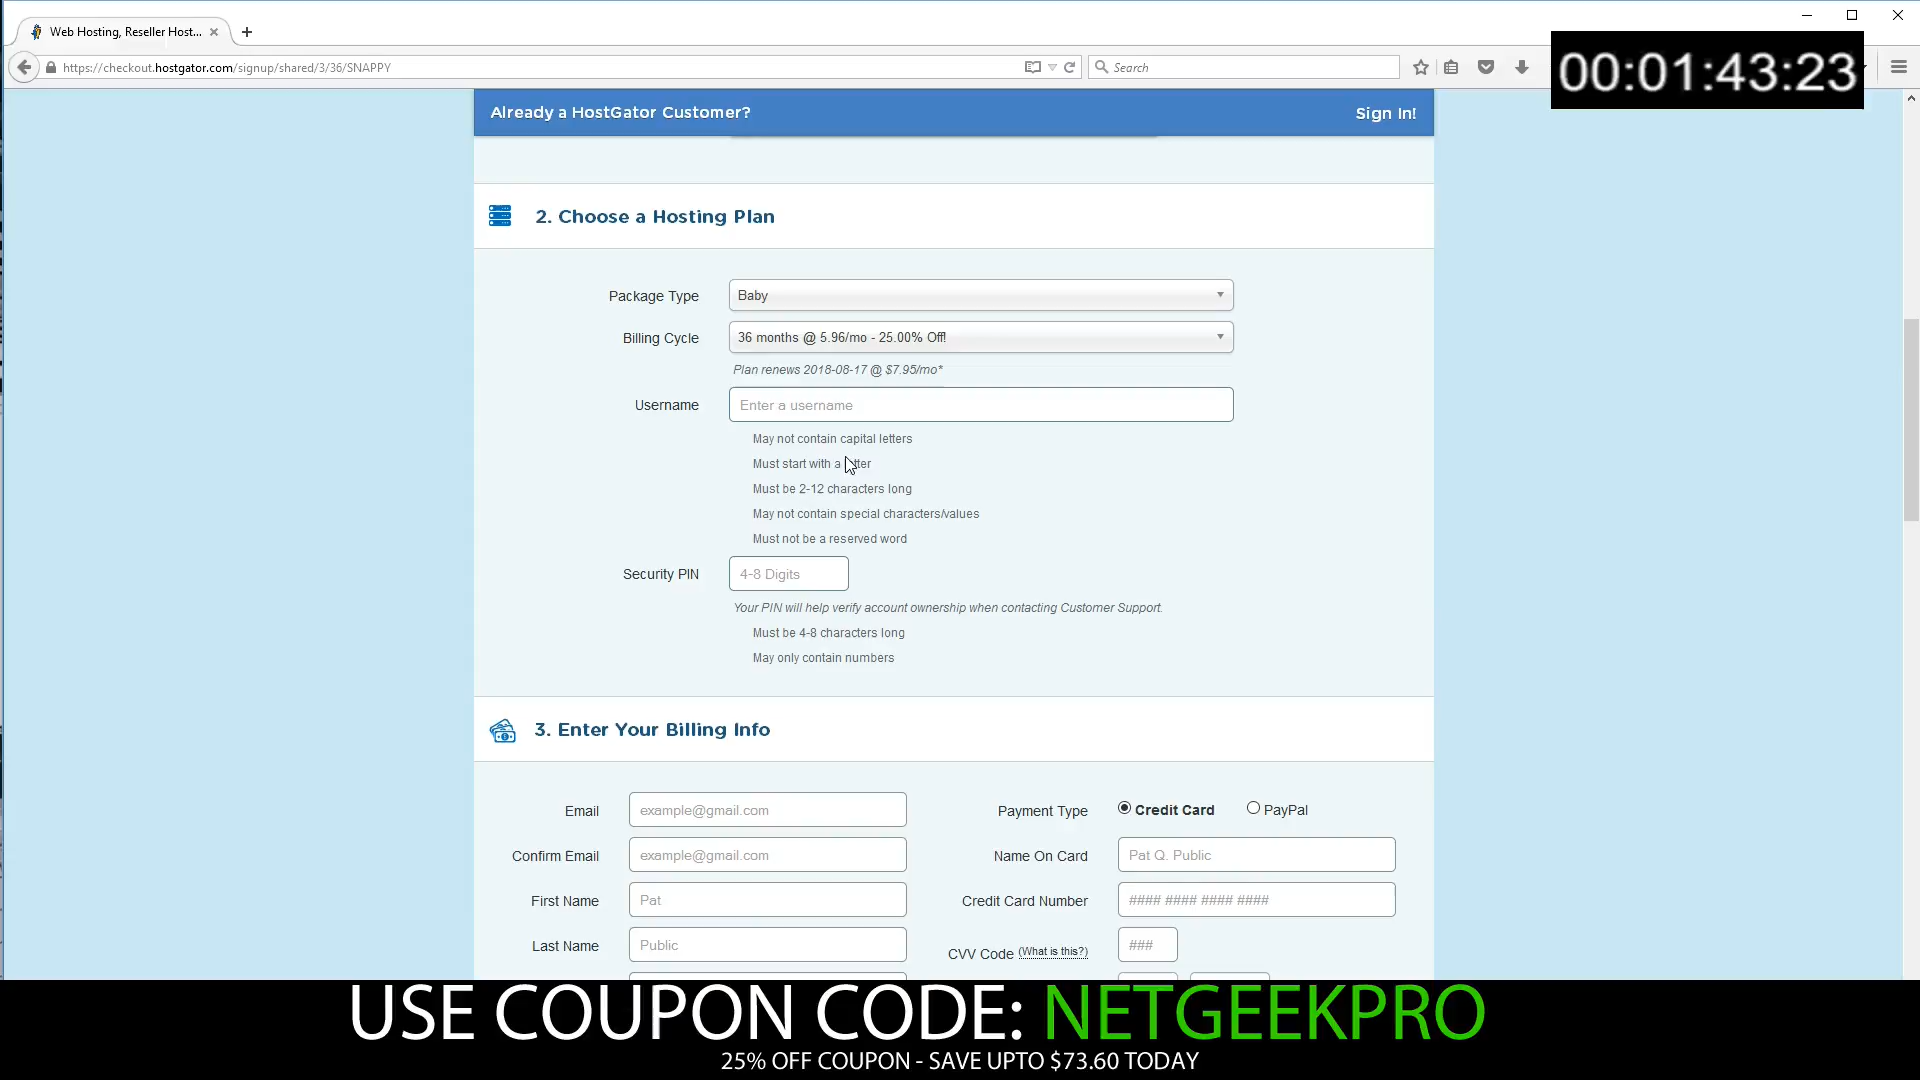 Web Hosting, Reseller Host...
https://checkout.hostgator.com/signup/shared/3/36/SNAPPY
Search
00:01:43:23
Already a HostGator Customer?
Sign In!
2. Choose a Hosting Plan
Package Type
Baby
Billing Cycle
36 months @ 5.96/mo - 25.00% Off!
Plan renews 2018-08-17 @ $7.95/mo*
Username
Enter a username
May not contain capital letters
Must start with a letter
Must be 2-12 characters long
May not contain special characters/values
Must not be a reserved word
Security PIN
4-8 Digits
Your PIN will help verify account ownership when contacting Customer Support.
Must be 4-8 characters long
May only contain numbers
3. Enter Your Billing Info
Email
example@gmail.com
Payment Type
Credit Card
PayPal
Confirm Email
example@gmail.com
Name On Card
Pat Q. Public
First Name
Pat
Credit Card Number
#### #### #### ####
Last Name
Public
CVV Code (What is this?)
###
USE COUPON CODE: NETGEEKPRO
25% OFF COUPON - SAVE UPTO $73.60 TODAY